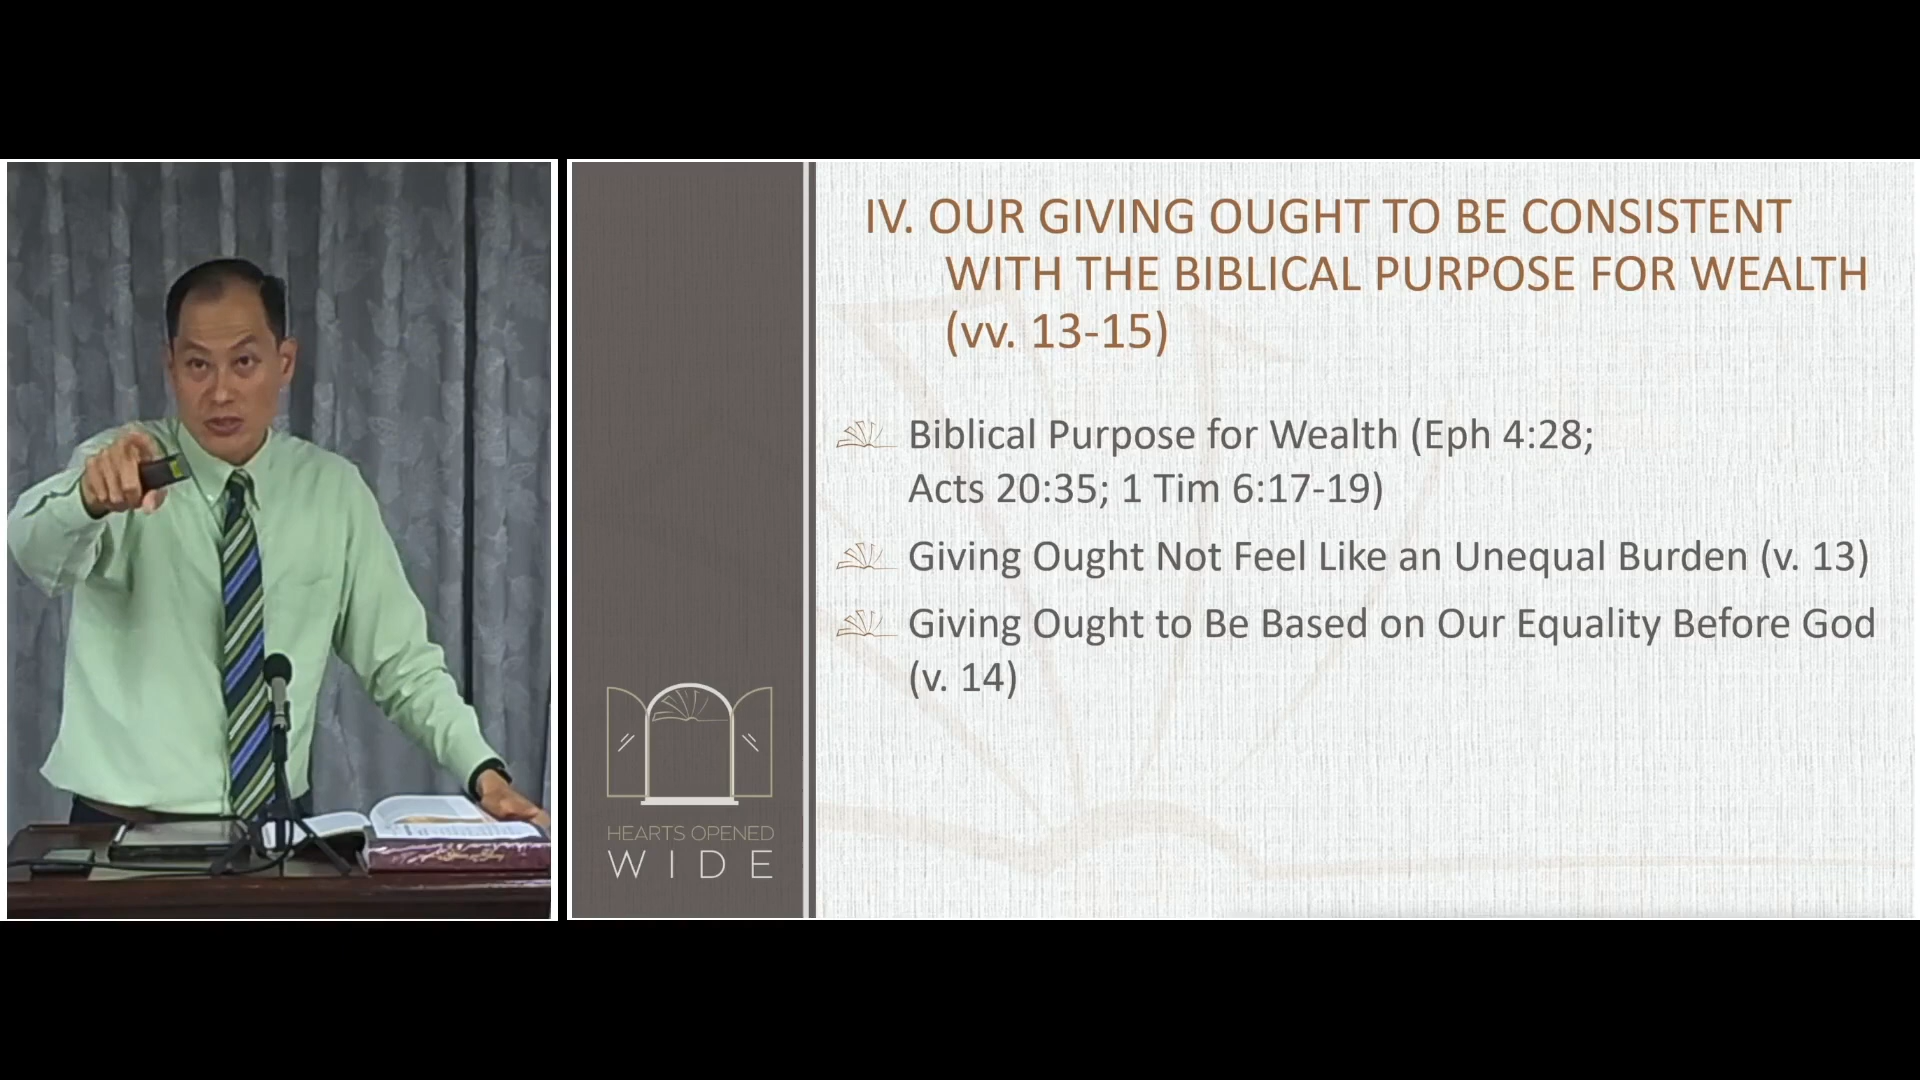 IV. OUR GIVING OUGHT TO BE CONSISTENT
WITH THE BIBLICAL PURPOSE FOR WEALTH
(vv. 13-15)
Biblical Purpose for Wealth (Eph 4:28;
Acts 20:35; 1 Tim 6:17-19)
Giving Ought Not Feel Like an Unequal Burden (v. 13)
Giving Ought to Be Based on Our Equality Before God
(v. 14)
HEARTS OPENED
WIDE